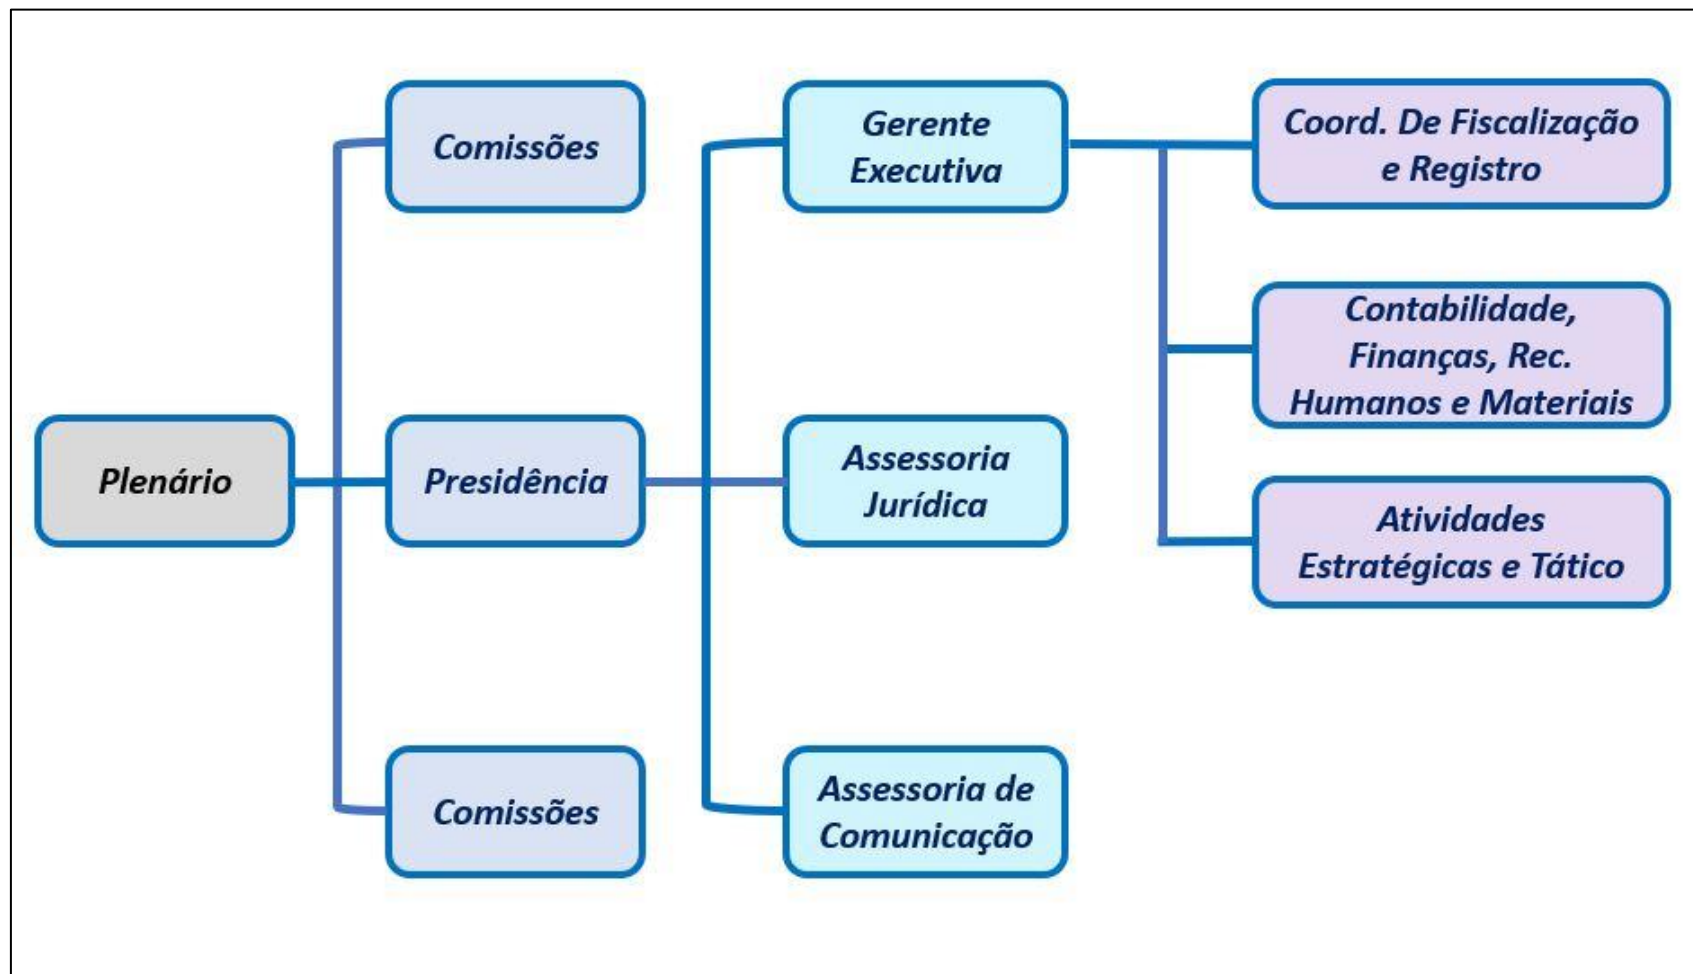 Plenário
Comissões
Presidência
Comissões
Gerente
Executiva
Assessoria
Jurídica
Assessoria de
Comunicação
Coord. De Fiscalização
e Registro
Contabilidade,
Finanças, Rec.
Humanos e Materiais
Atividades
Estratégicas e Tático